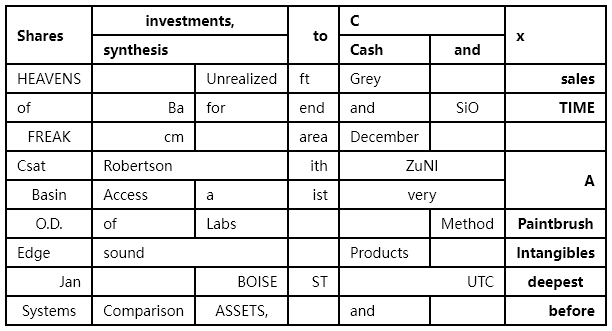 Shares investments, to C x
synthesis Cash and
HEAVENS Unrealized ft Grey sales
of Ba for end and SiO TIME
FREAK cm area December
Csat Robertson ith ZuNI A
Basin Access a ist very
O.D. of Labs Method Paintbrush
Edge sound Products Intangibles
Jan BOISE ST UTC deepest
Systems Comparison ASSETS, and before